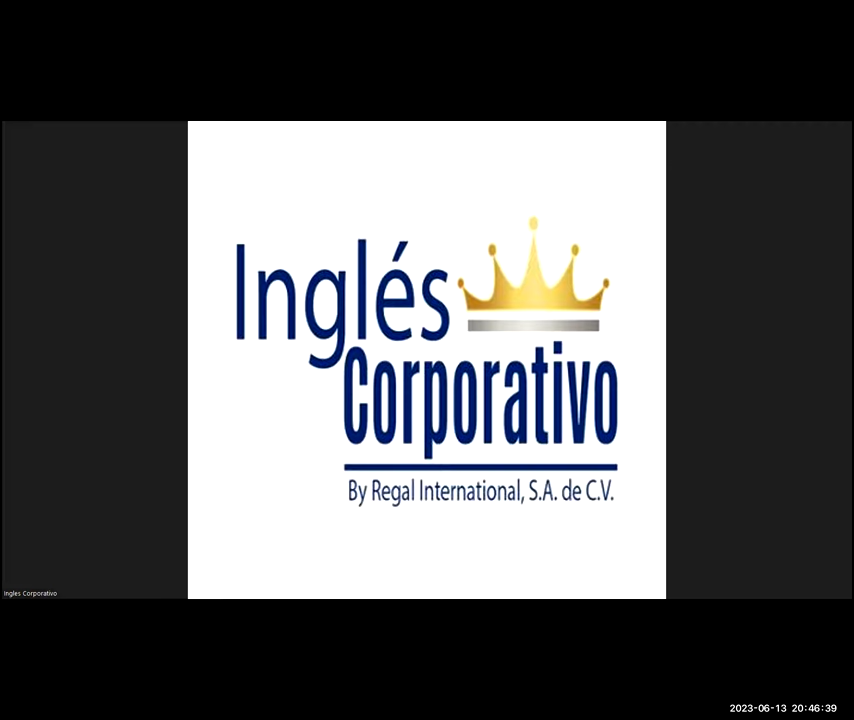 Inglés
Corporativo
By Regal International, S.A. de C.V.
Ingles Corporativo
2023-06-13 20:46:39